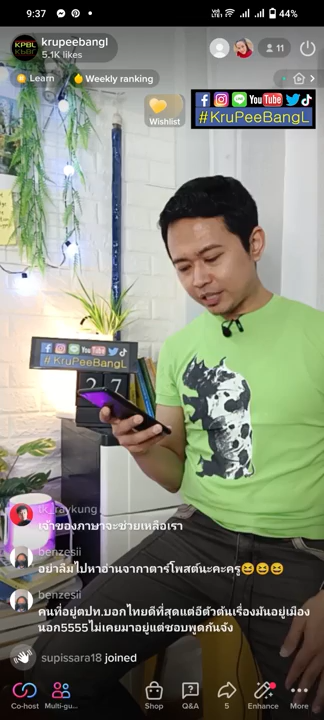 9:37
44%
KPBL
krupeebangl
5.1K likes
11
Learn
Weekly ranking
Wishlist
YouTube
#KruPeeBangL
YouTube
#KruPeeBangL
27
tk_raykung
เจ้าของภาษาจะช่วยเหลือเรา
benzesii
อย่าลืมไปหาอ่านจากาตาร์โพสต์นะคะครู😆😆😆
benzesii
คนที่อยู่ตปท.บอกไทยดีที่สุดแต่อีตัวต้นเรื่องมันอยู่เมือง
นอก5555ไม่เคยมาอยู่แต่ชอบพูดกันจัง
supissara18 joined
Co-host
Multi-gu...
Shop
Q&A
5
Enhance
More